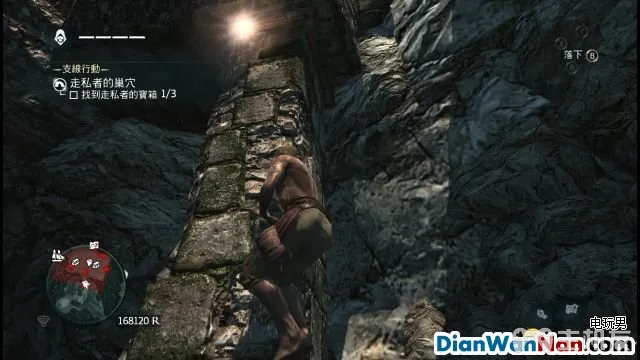 支線行動
走私者的巢穴
找到走私者的寶箱 1/3
落下 B
168120 R
电玩男
DianWanNan.com